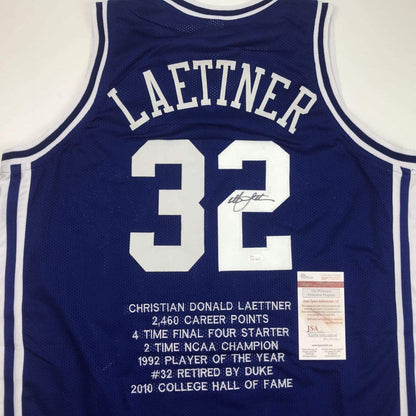 LAETTNER
32
CHRISTIAN DONALD LAETTNER
2,460 CAREER POINTS
4 TIME FINAL FOUR STARTER
2 TIME NCAA CHAMPION
1992 PLAYER OF THE YEAR
#32 RETIRED BY DUKE
2010 COLLEGE HALL OF FAME
JSA
Authentication